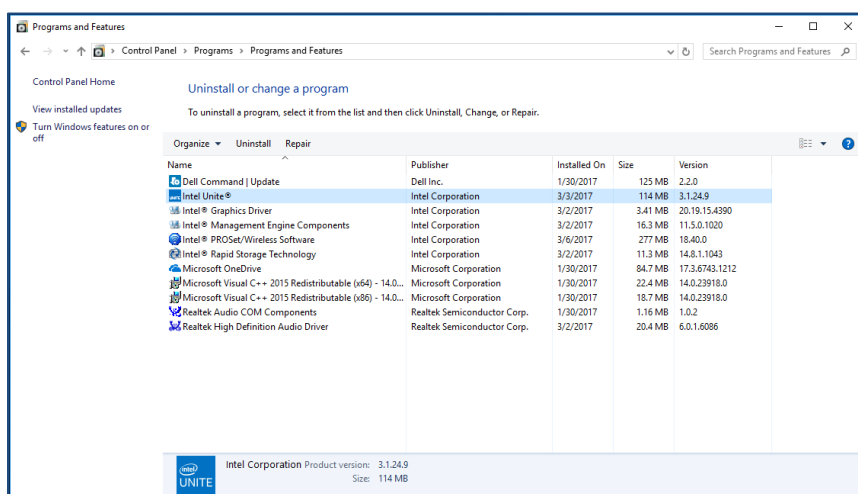 Programs and Features
Control Panel > Programs > Programs and Features
Search Programs and Features
Control Panel Home
View installed updates
Turn Windows features on or
off
Uninstall or change a program
To uninstall a program, select it from the list and then click Uninstall, Change, or Repair.
Organize Uninstall Repair
Name Publisher Installed On Size Version
Dell Command | Update Dell Inc. 1/30/2017 125 MB 2.2.0
Intel Unite® Intel Corporation 3/3/2017 114 MB 3.1.24.9
Intel® Graphics Driver Intel Corporation 3/2/2017 3.41 MB 20.19.15.4390
Intel® Management Engine Components Intel Corporation 3/2/2017 16.3 MB 11.5.0.1020
Intel® PROSet/Wireless Software Intel Corporation 3/6/2017 277 MB 18.40.0
Intel® Rapid Storage Technology Intel Corporation 3/2/2017 11.3 MB 14.8.1.1043
Microsoft OneDrive Microsoft Corporation 1/30/2017 84.7 MB 17.3.6743.1212
Microsoft Visual C++ 2015 Redistributable (x64) - 14.0... Microsoft Corporation 1/30/2017 22.4 MB 14.0.23918.0
Microsoft Visual C++ 2015 Redistributable (x86) - 14.0... Microsoft Corporation 1/30/2017 18.7 MB 14.0.23918.0
Realtek Audio COM Components Realtek Semiconductor Corp. 1/30/2017 1.16 MB 1.0.2
Realtek High Definition Audio Driver Realtek Semiconductor Corp. 3/2/2017 20.4 MB 6.0.1.6086
intel
UNITE
Intel Corporation Product version: 3.1.24.9
Size: 114 MB